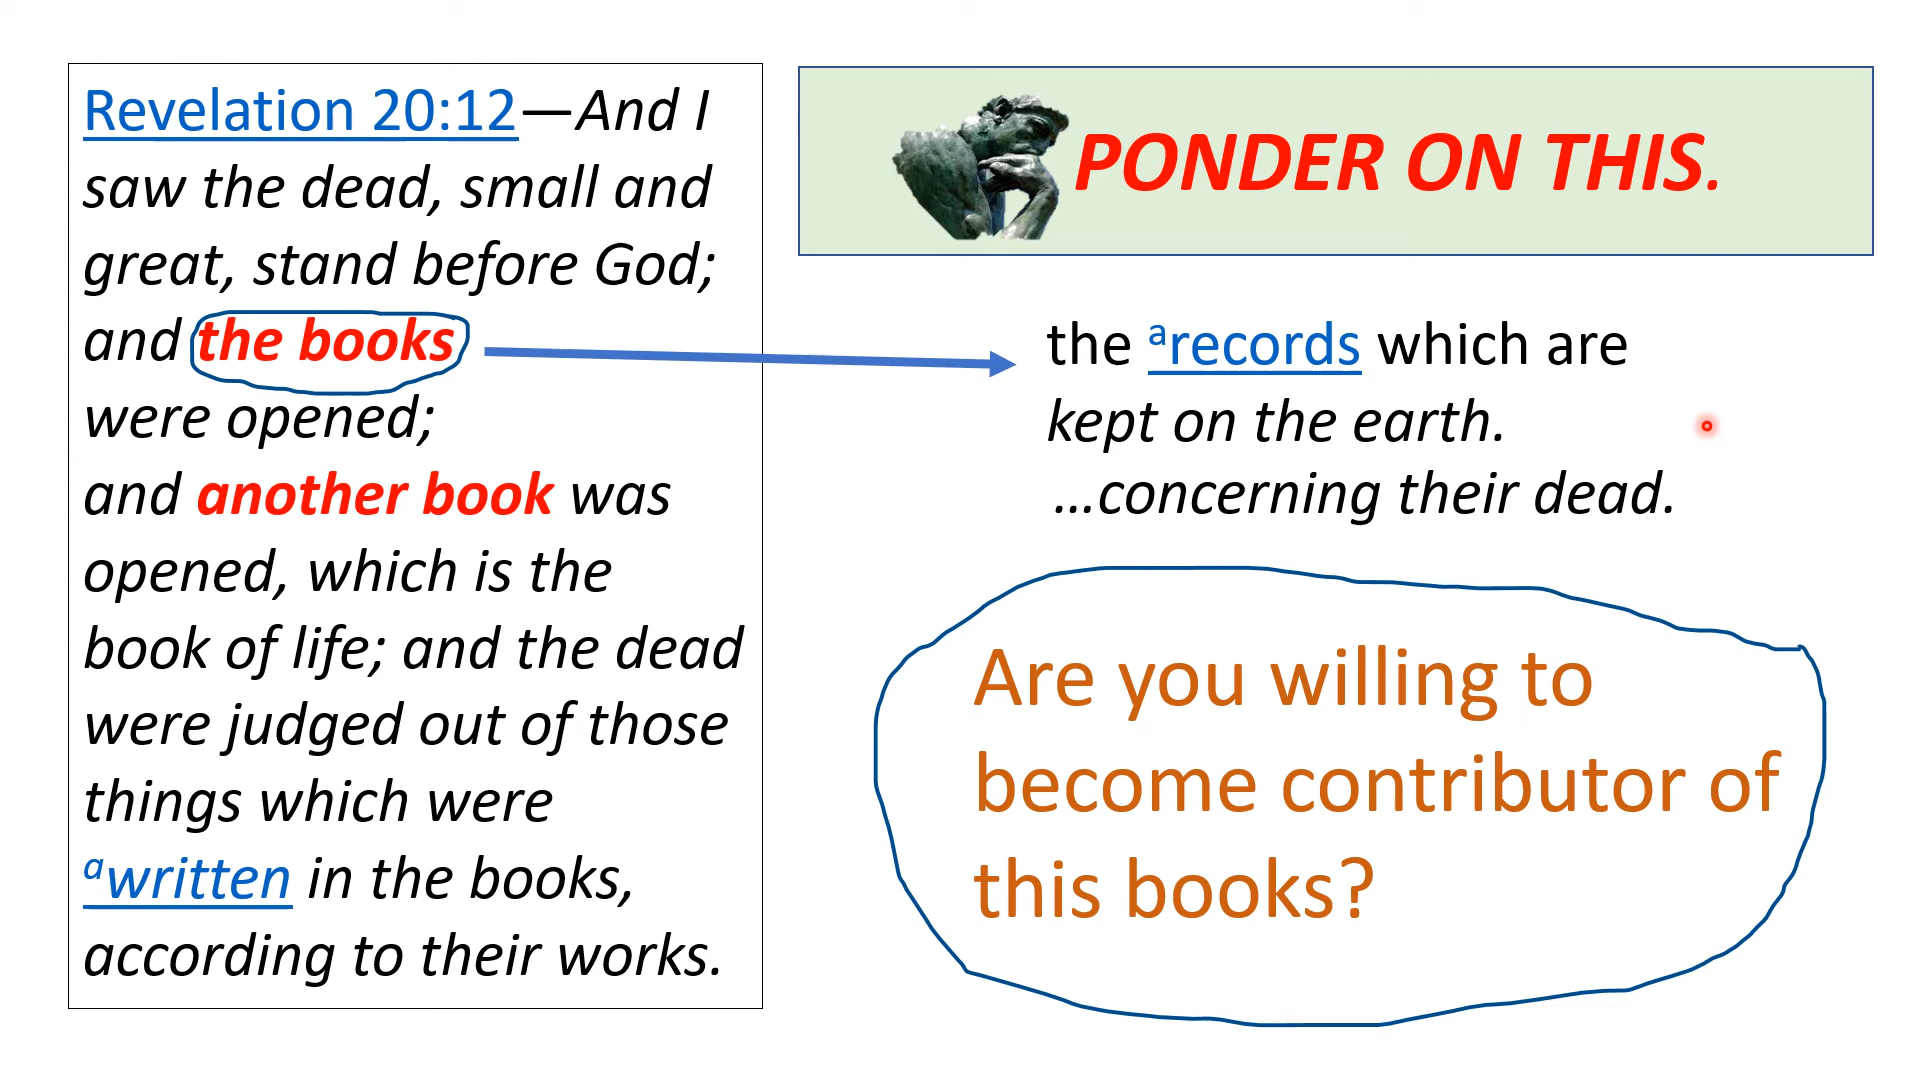 Revelation 20:12—And I
saw the dead, small and
great, stand before God;
and the books
were opened;
and another book was
opened, which is the
book of life; and the dead
were judged out of those
things which were
awritten in the books,
according to their works.
PONDER ON THIS.
the arecords which are
kept on the earth.
…concerning their dead.
Are you willing to
become contributor of
this books?